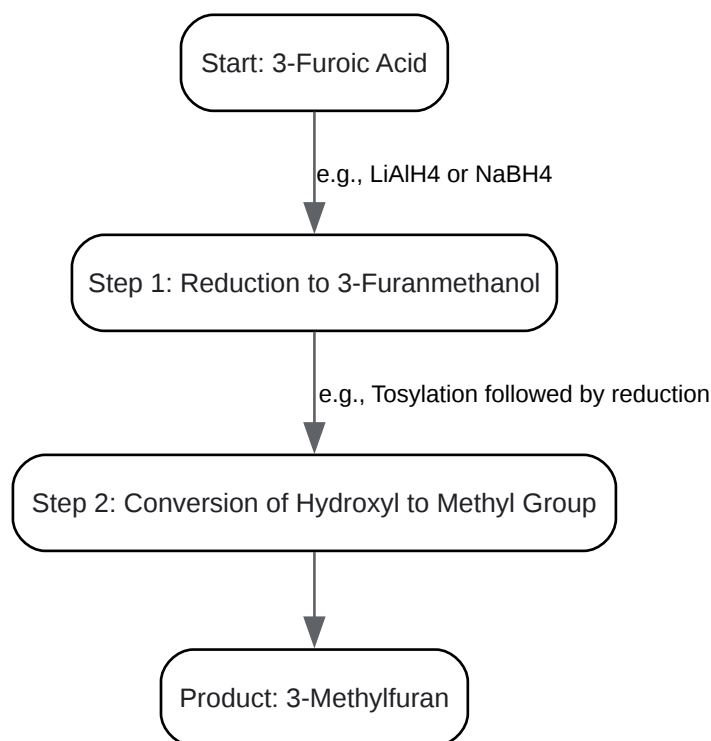 Start: 3-Furoic Acid
e.g., LiAlH4 or NaBH4
Step 1: Reduction to 3-Furanmethanol
e.g., Tosylation followed by reduction
Step 2: Conversion of Hydroxyl to Methyl Group
Product: 3-Methylfuran